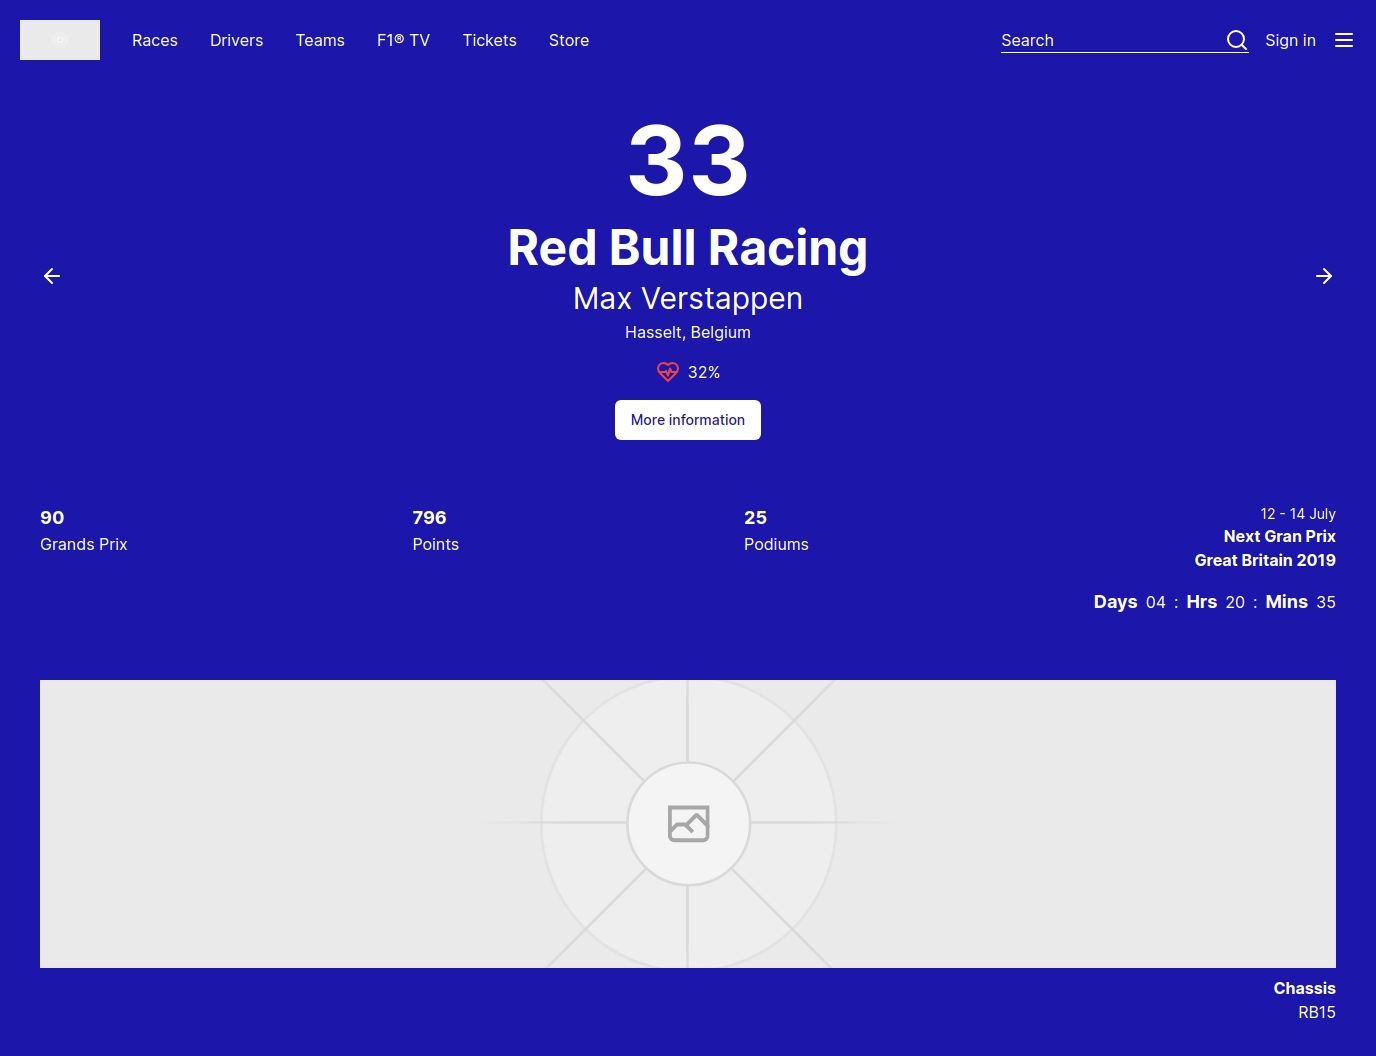 Races Drivers Teams F1® TV Tickets Store Search Sign in
33
Red Bull Racing
Max Verstappen
Hasselt, Belgium
32%
More information
90
Grands Prix
796
Points
25
Podiums
12 - 14 July
Next Gran Prix
Great Britain 2019
Days 04 : Hrs 20 : Mins 35
Chassis
RB15